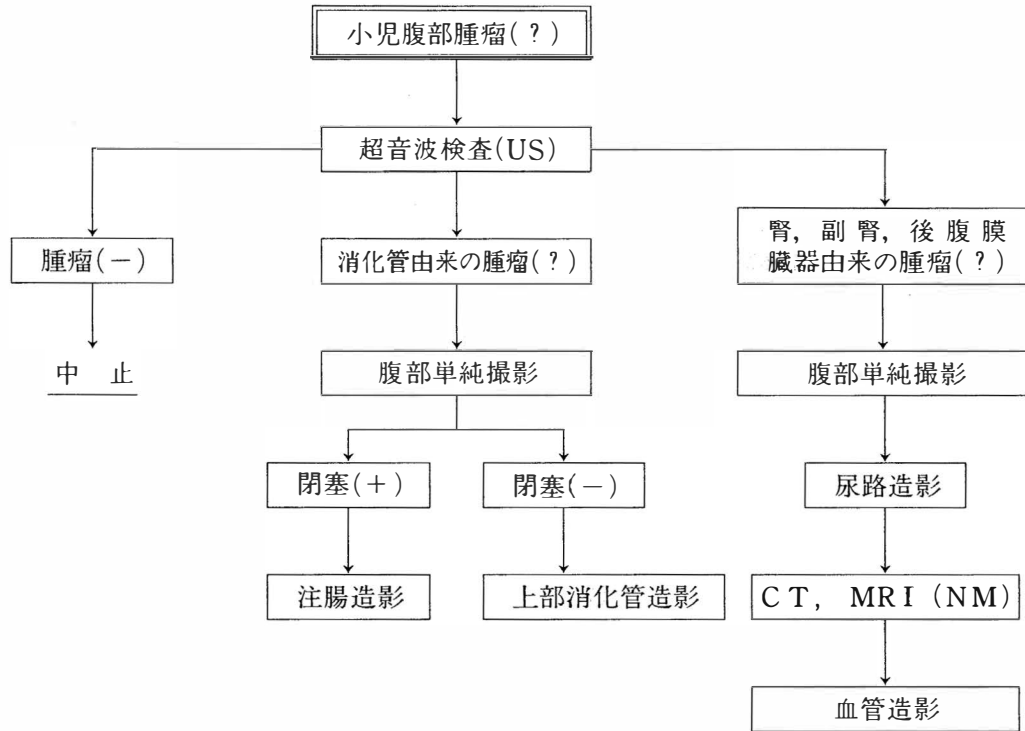 小児腹部腫瘤(?)
超音波検査(US)
腫瘤(−)
消化管由来の腫瘤(?)
腎,副腎,後腹膜
臓器由来の腫瘤(?)
中 止
腹部単純撮影
腹部単純撮影
閉塞(+)
閉塞(−)
尿路造影
注腸造影
上部消化管造影
CT, MRI (NM)
血管造影